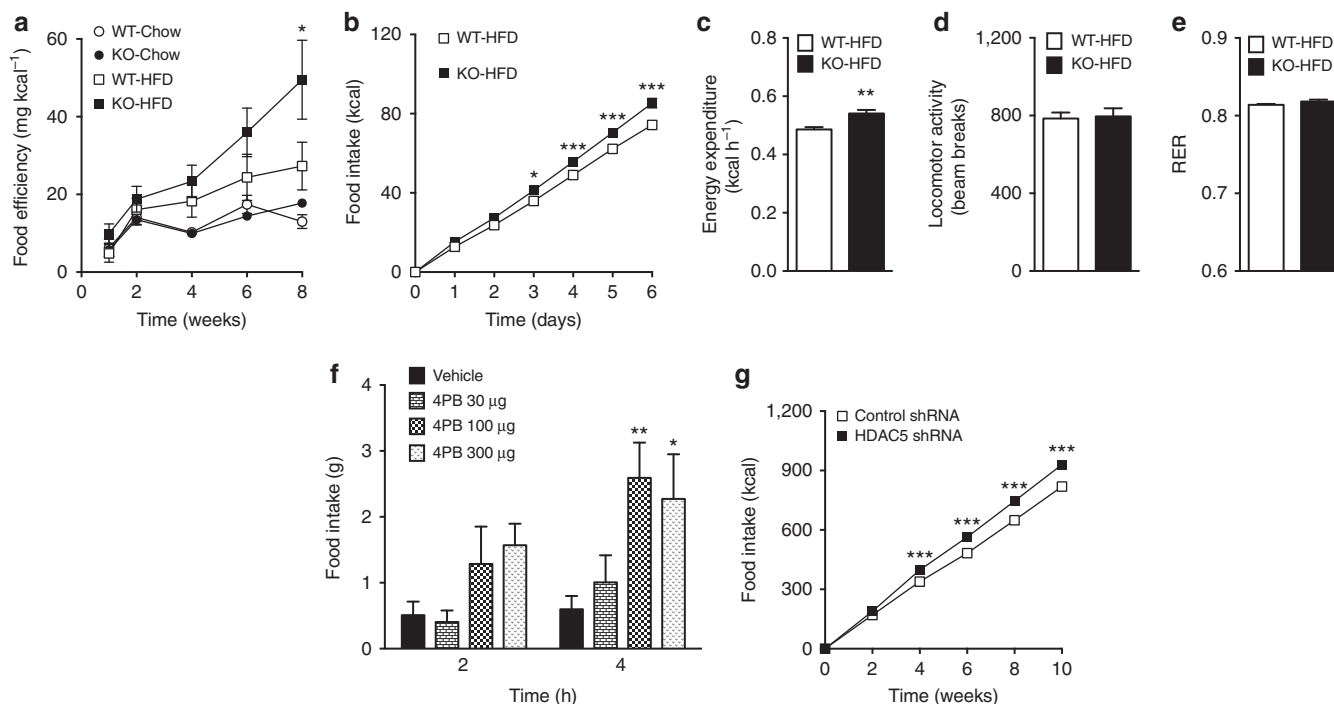 a
WT-Chow
KO-Chow
WT-HFD
KO-HFD
*
60
40
20
0
Food efficiency (mg kcal⁻¹)
0 2 4 6 8
Time (weeks)
b
WT-HFD
KO-HFD
* *** *** ***
120
80
40
0
Food intake (kcal)
0 1 2 3 4 5 6
Time (days)
c
WT-HFD
KO-HFD
**
0.8
0.6
0.4
0.2
0.0
Energy expenditure
(kcal h⁻¹)
d
WT-HFD
KO-HFD
1,200
800
400
0
Locomotor activity
(beam breaks)
e
WT-HFD
KO-HFD
0.9
0.8
0.7
0.6
RER
f
Vehicle
4PB 30 μg
4PB 100 μg
4PB 300 μg
** *
4
3
2
1
0
Food intake (g)
2 4
Time (h)
g
Control shRNA
HDAC5 shRNA
*** *** *** ***
1,200
900
600
300
0
Food intake (kcal)
0 2 4 6 8 10
Time (weeks)